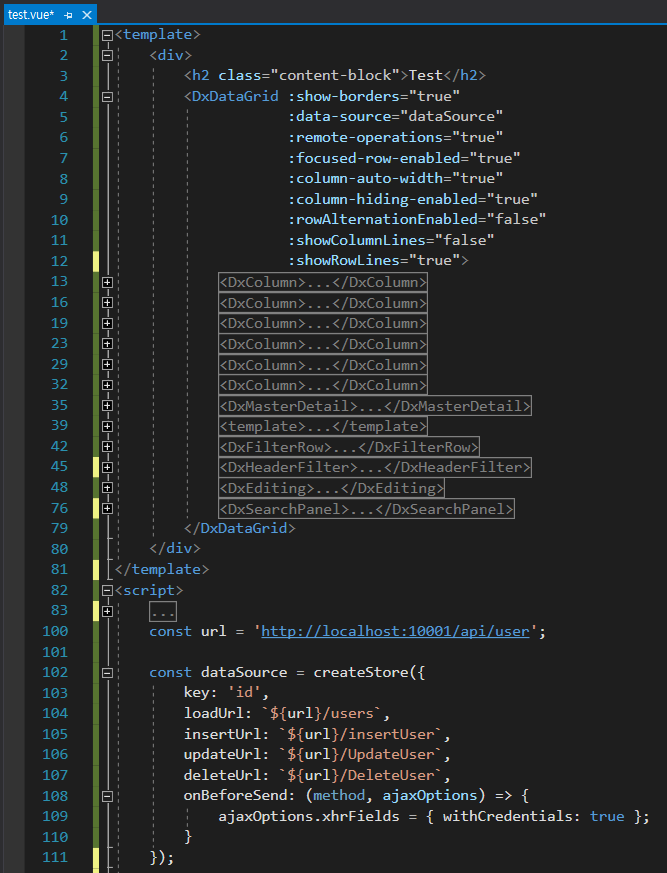 test.vue*
1 <template>
2 <div>
3 <h2 class="content-block">Test</h2>
4 <DxDataGrid :show-borders="true"
5 :data-source="dataSource"
6 :remote-operations="true"
7 :focused-row-enabled="true"
8 :column-auto-width="true"
9 :column-hiding-enabled="true"
10 :rowAlternationEnabled="false"
11 :showColumnLines="false"
12 :showRowLines="true">
13 <DxColumn>...</DxColumn>
16 <DxColumn>...</DxColumn>
19 <DxColumn>...</DxColumn>
23 <DxColumn>...</DxColumn>
29 <DxColumn>...</DxColumn>
32 <DxColumn>...</DxColumn>
35 <DxMasterDetail>...</DxMasterDetail>
39 <template>...</template>
42 <DxFilterRow>...</DxFilterRow>
45 <DxHeaderFilter>...</DxHeaderFilter>
48 <DxEditing>...</DxEditing>
76 <DxSearchPanel>...</DxSearchPanel>
79 </DxDataGrid>
80 </div>
81 </template>
82 <script>
83 ...
100 const url = 'http://localhost:10001/api/user';
101
102 const dataSource = createStore({
103 key: 'id',
104 loadUrl: `${url}/users`,
105 insertUrl: `${url}/insertUser`,
106 updateUrl: `${url}/UpdateUser`,
107 deleteUrl: `${url}/DeleteUser`,
108 onBeforeSend: (method, ajaxOptions) => {
109 ajaxOptions.xhrFields = { withCredentials: true };
110 }
111 });